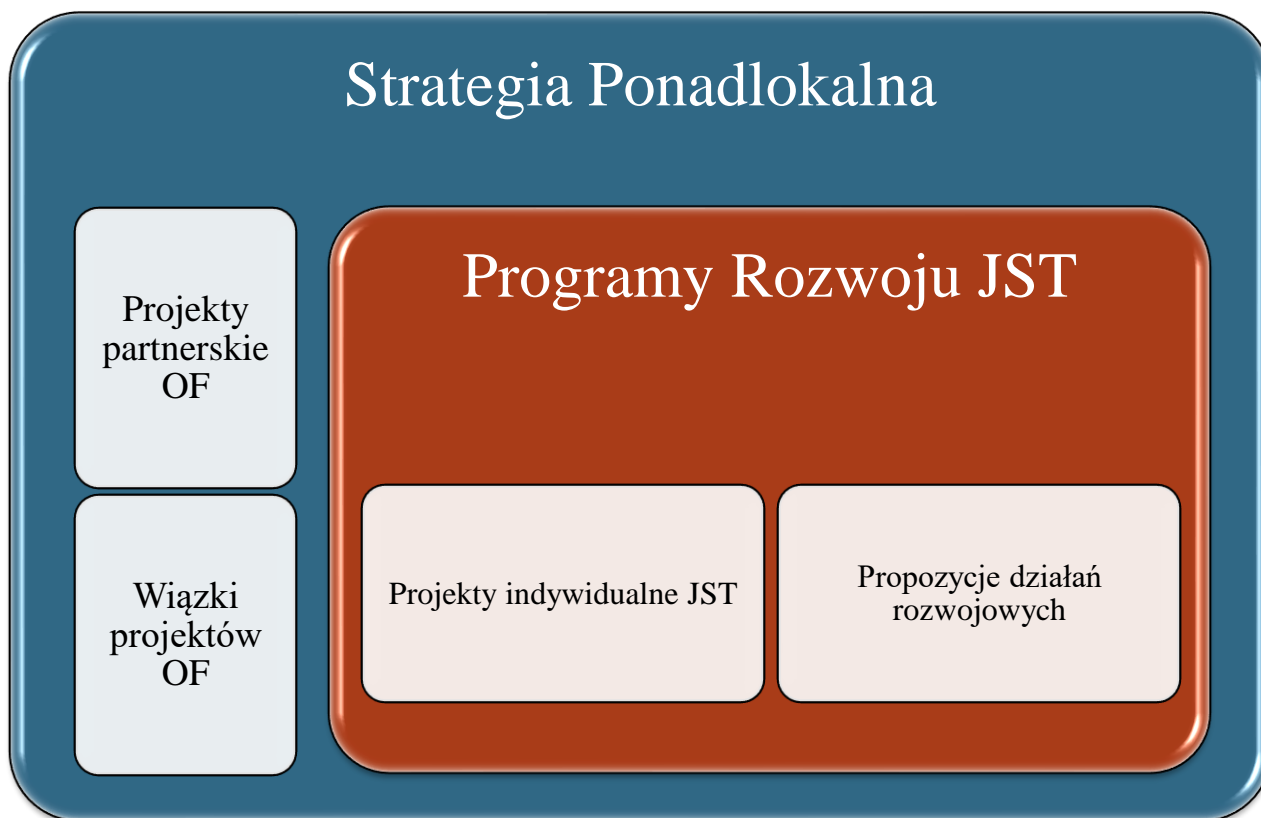 Strategia Ponadlokalna
Projekty
partnerskie
OF
Wiązki
projektów
OF
Programy Rozwoju JST
Projekty indywidualne JST
Propozycje działań
rozwojowych